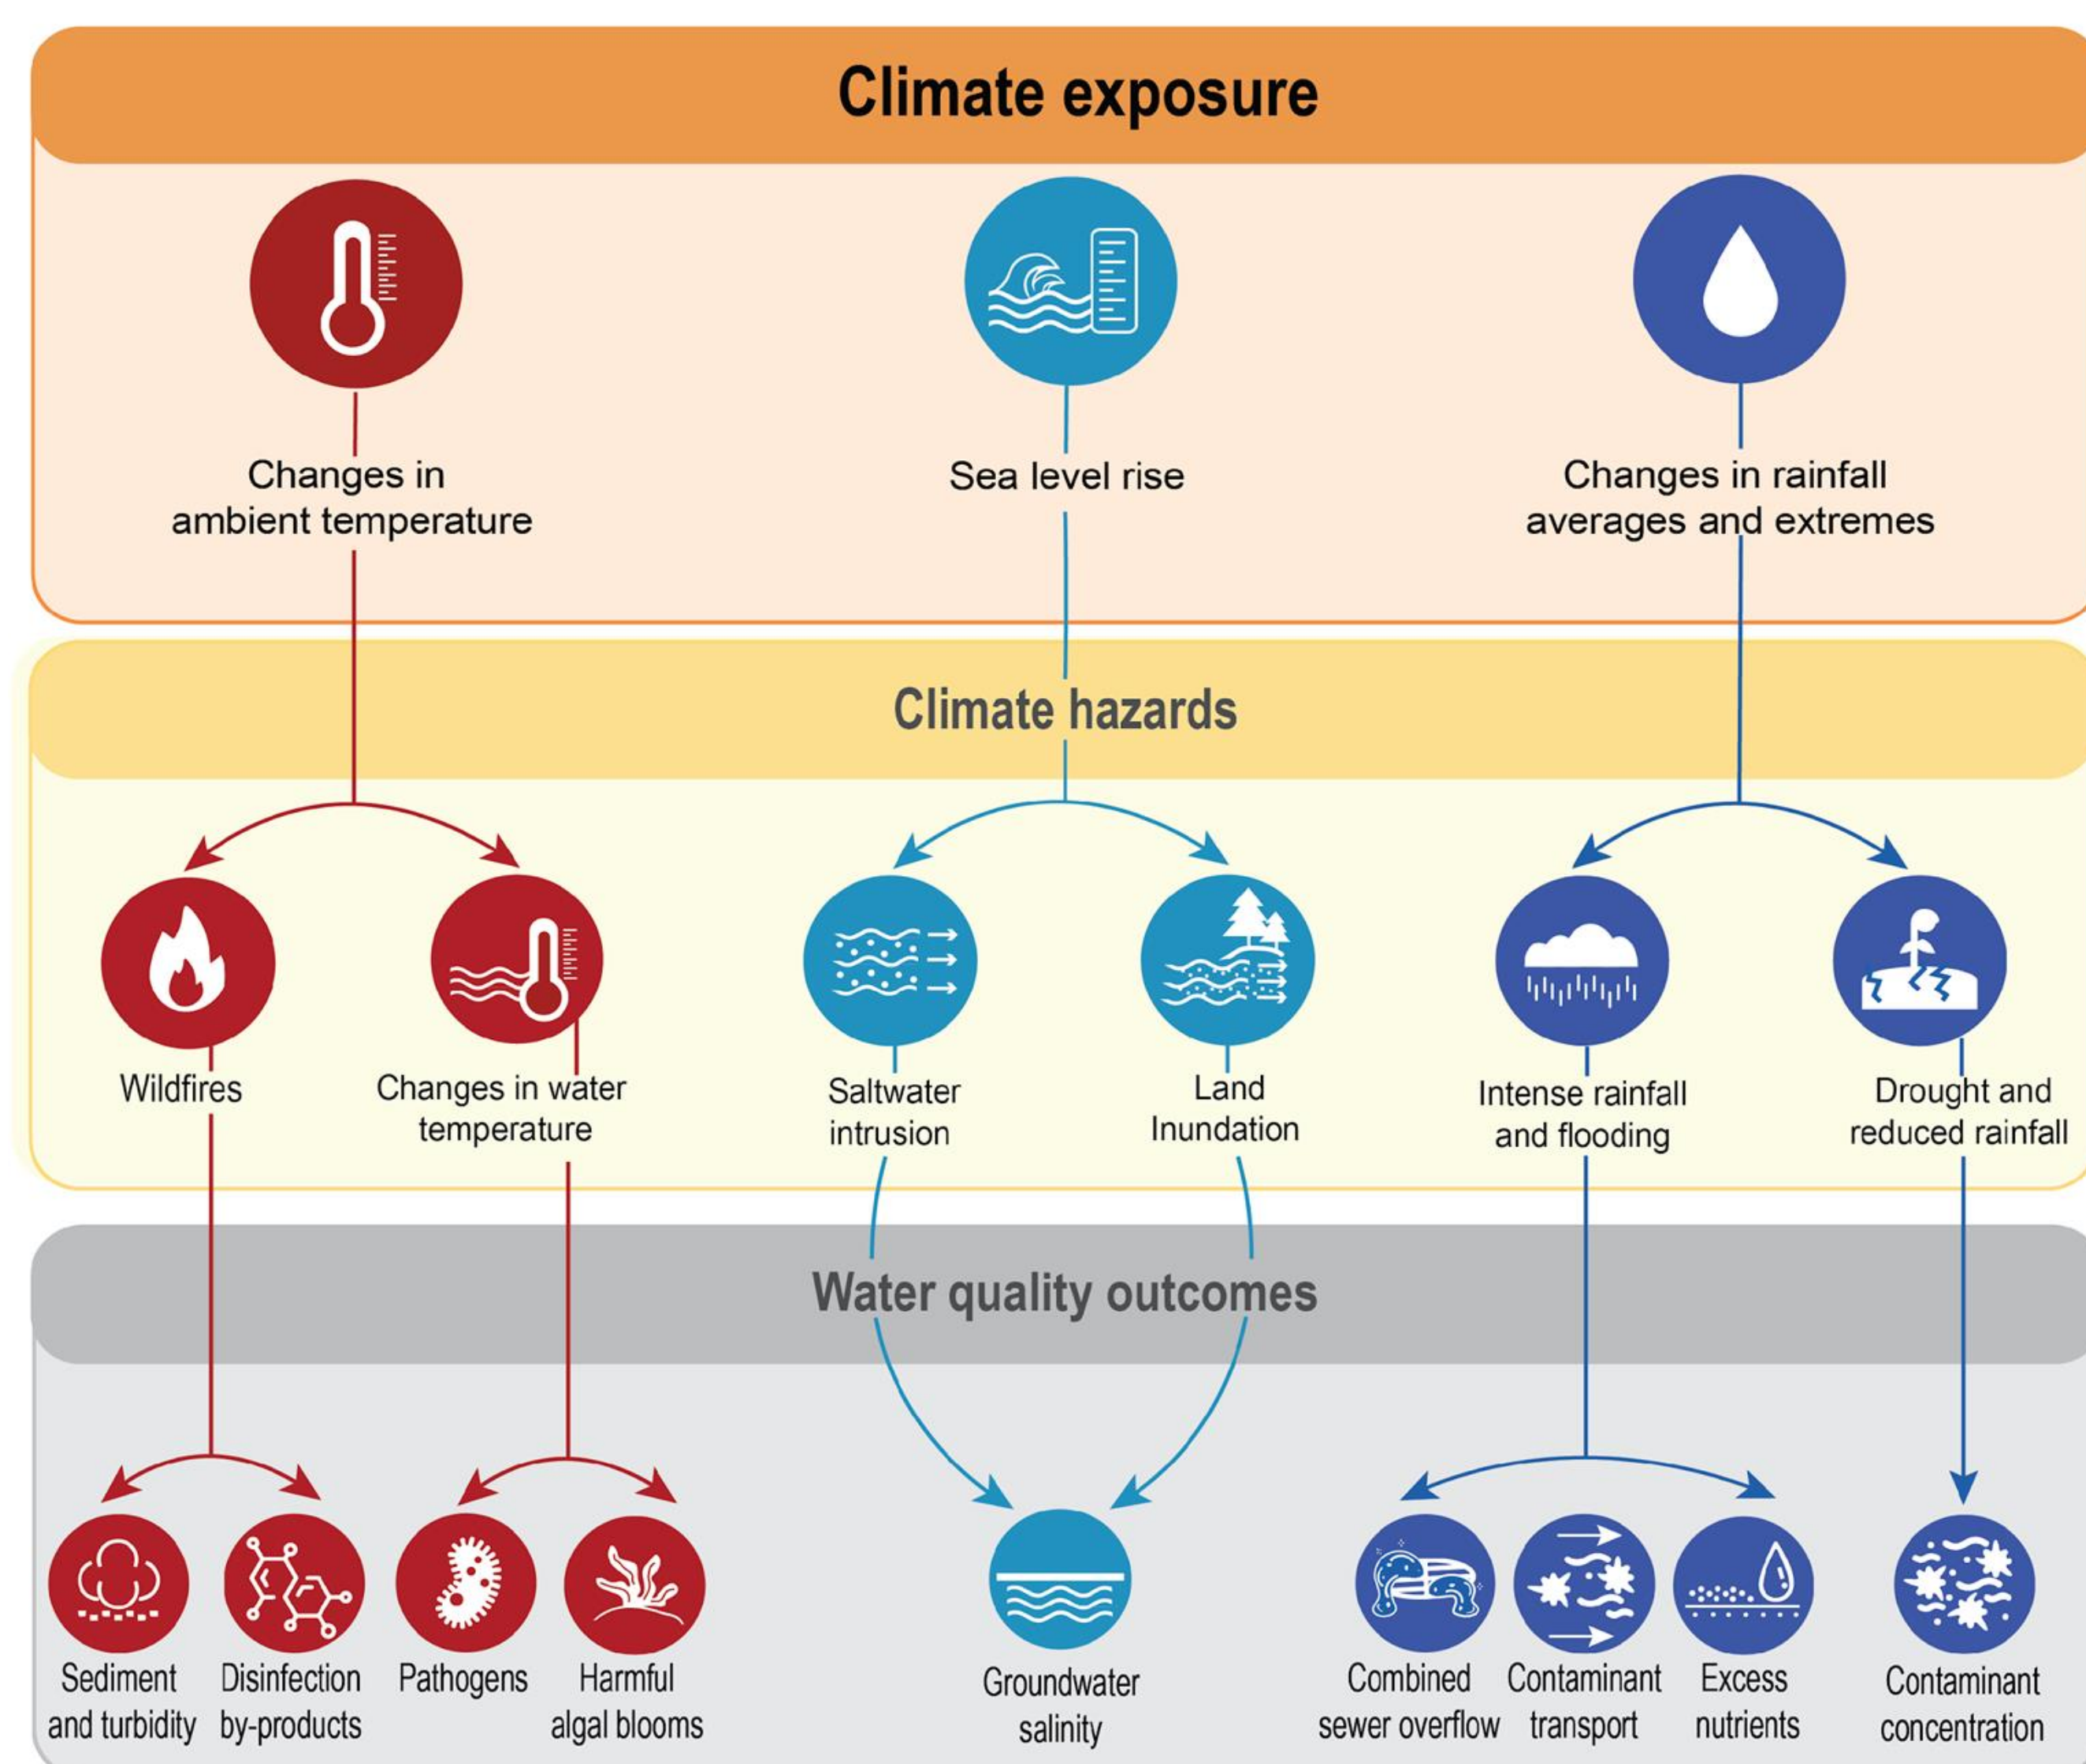 Climate exposure
Changes in
ambient temperature
Sea level rise
Changes in rainfall
averages and extremes
Climate hazards
Wildfires
Changes in water
temperature
Saltwater
intrusion
Land
Inundation
Intense rainfall
and flooding
Drought and
reduced rainfall
Water quality outcomes
Sediment
and turbidity
Disinfection
by-products
Pathogens
Harmful
algal blooms
Groundwater
salinity
Combined
sewer overflow
Contaminant
transport
Excess
nutrients
Contaminant
concentration